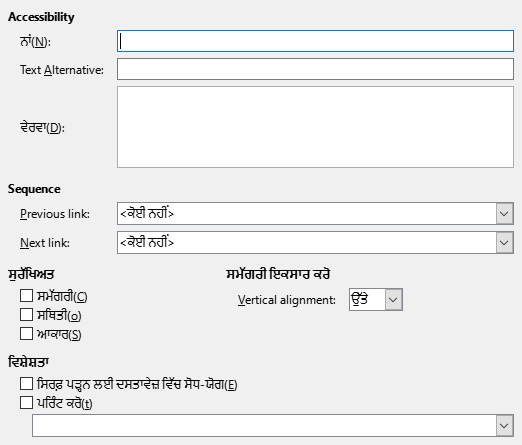 Accessibility
ਨਾਂ(N):
Text Alternative:
ਵੇਰਵਾ(D):
Sequence
Previous link: <ਕੋਈ ਨਹੀਂ>
Next link: <ਕੋਈ ਨਹੀਂ>
ਸੁਰੱਖਿਅਤ ਸਮੱਗਰੀ ਇਕਸਾਰ ਕਰੋ
ਸਮੱਗਰੀ(C) Vertical alignment: ਉੱਤੇ
ਸਥਿਤੀ(o)
ਆਕਾਰ(S)
ਵਿਸ਼ੇਸ਼ਤਾ
ਸਿਰਫ਼ ਪੜ੍ਹਨ ਲਈ ਦਸਤਾਵੇਜ਼ ਵਿੱਚ ਸੋਧ-ਯੋਗ(E)
ਪਰਿੰਟ ਕਰੋ(t)